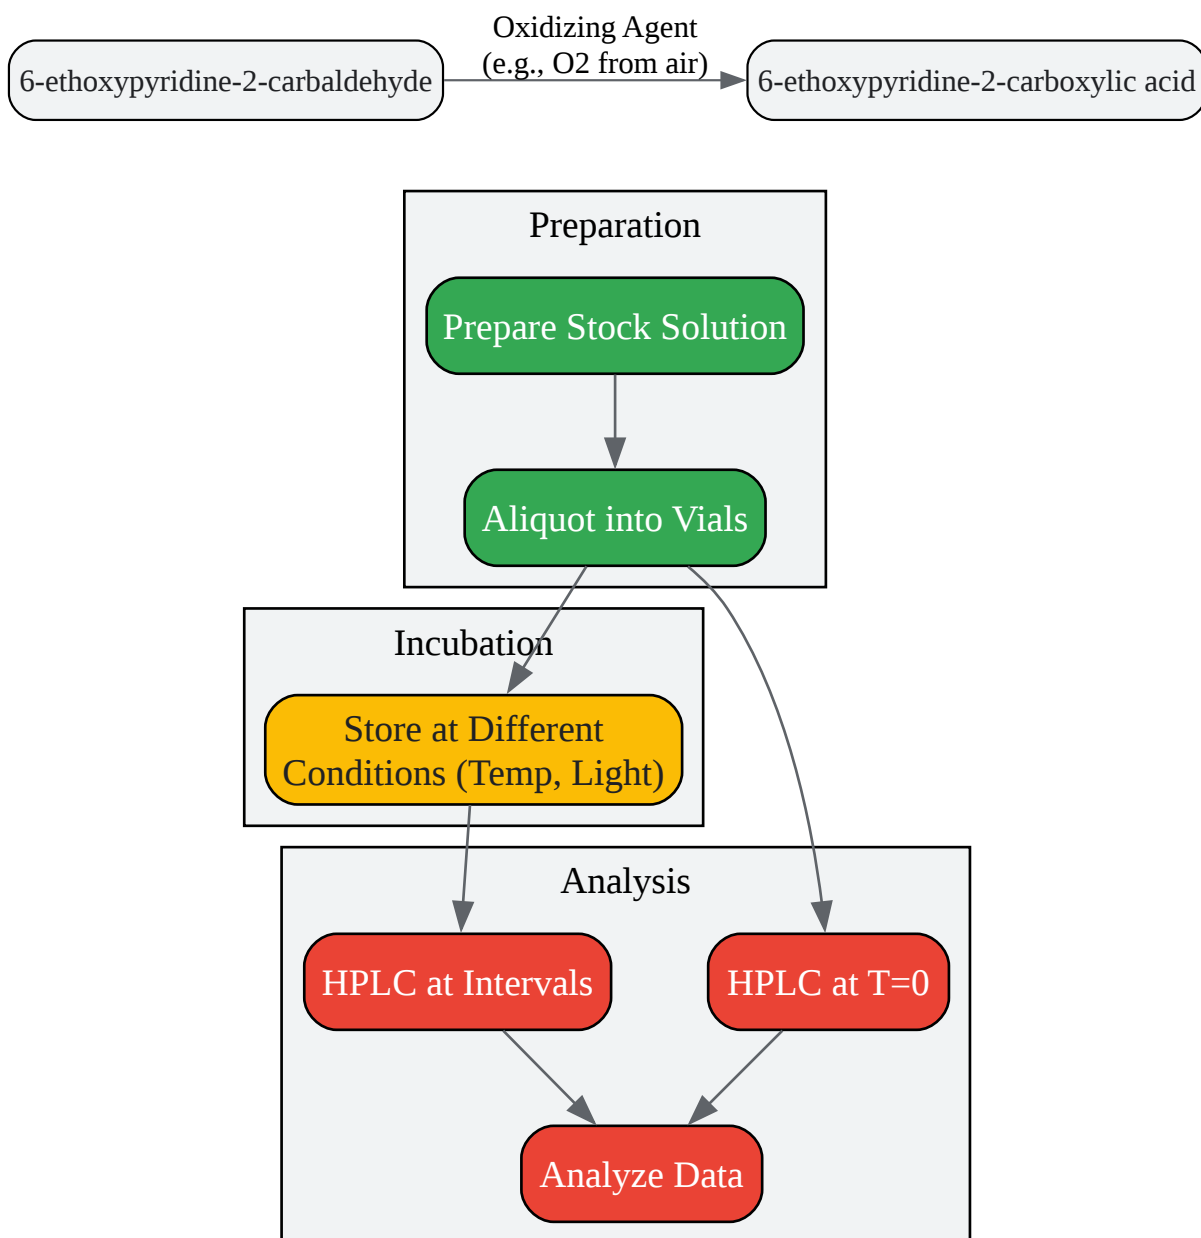 Oxidizing Agent
(e.g., O2 from air)
6-ethoxypyridine-2-carbaldehyde
6-ethoxypyridine-2-carboxylic acid
Preparation
Prepare Stock Solution
Aliquot into Vials
Incubation
Store at Different
Conditions (Temp, Light)
Analysis
HPLC at Intervals
HPLC at T=0
Analyze Data